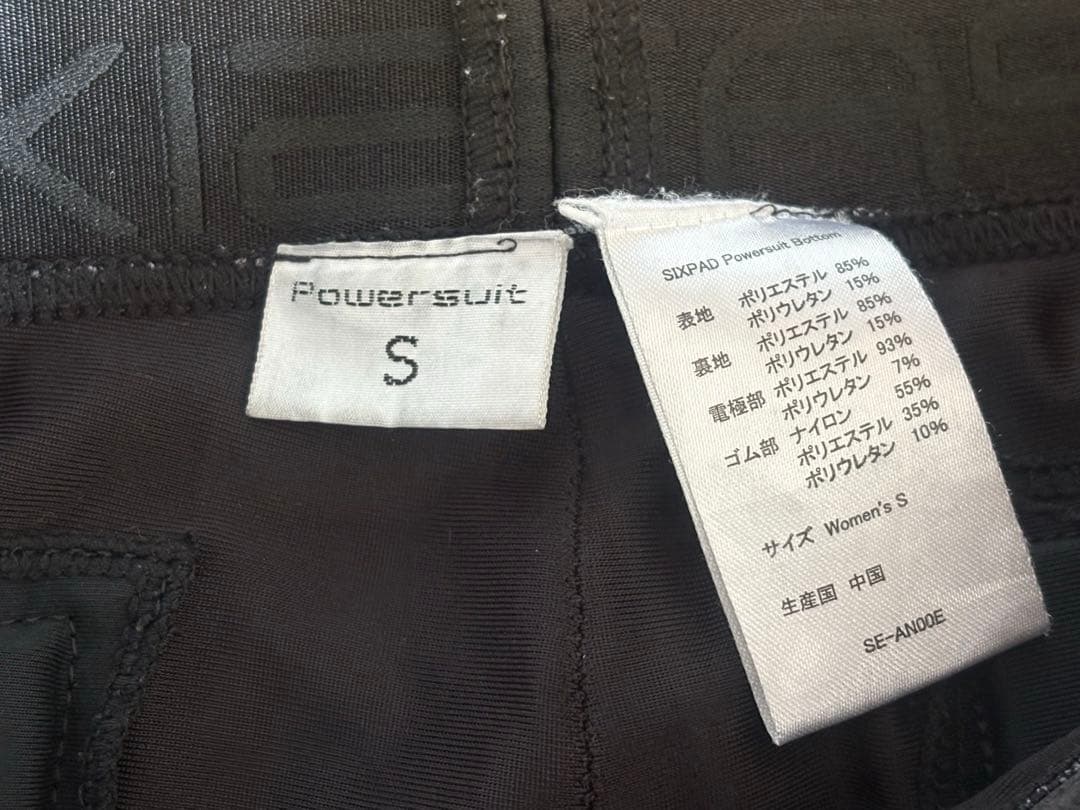 Powersuit
S
SIXPAD Powersuit Bottom
表地 ポリエステル 85%
ポリウレタン 15%
裏地 ポリエステル 85%
ポリウレタン 15%
電極部 ポリエステル 93%
ポリウレタン 7%
ゴム部 ナイロン 55%
ポリエステル 35%
ポリウレタン 10%
サイズ Women's S
生産国 中国
SE-AN00E